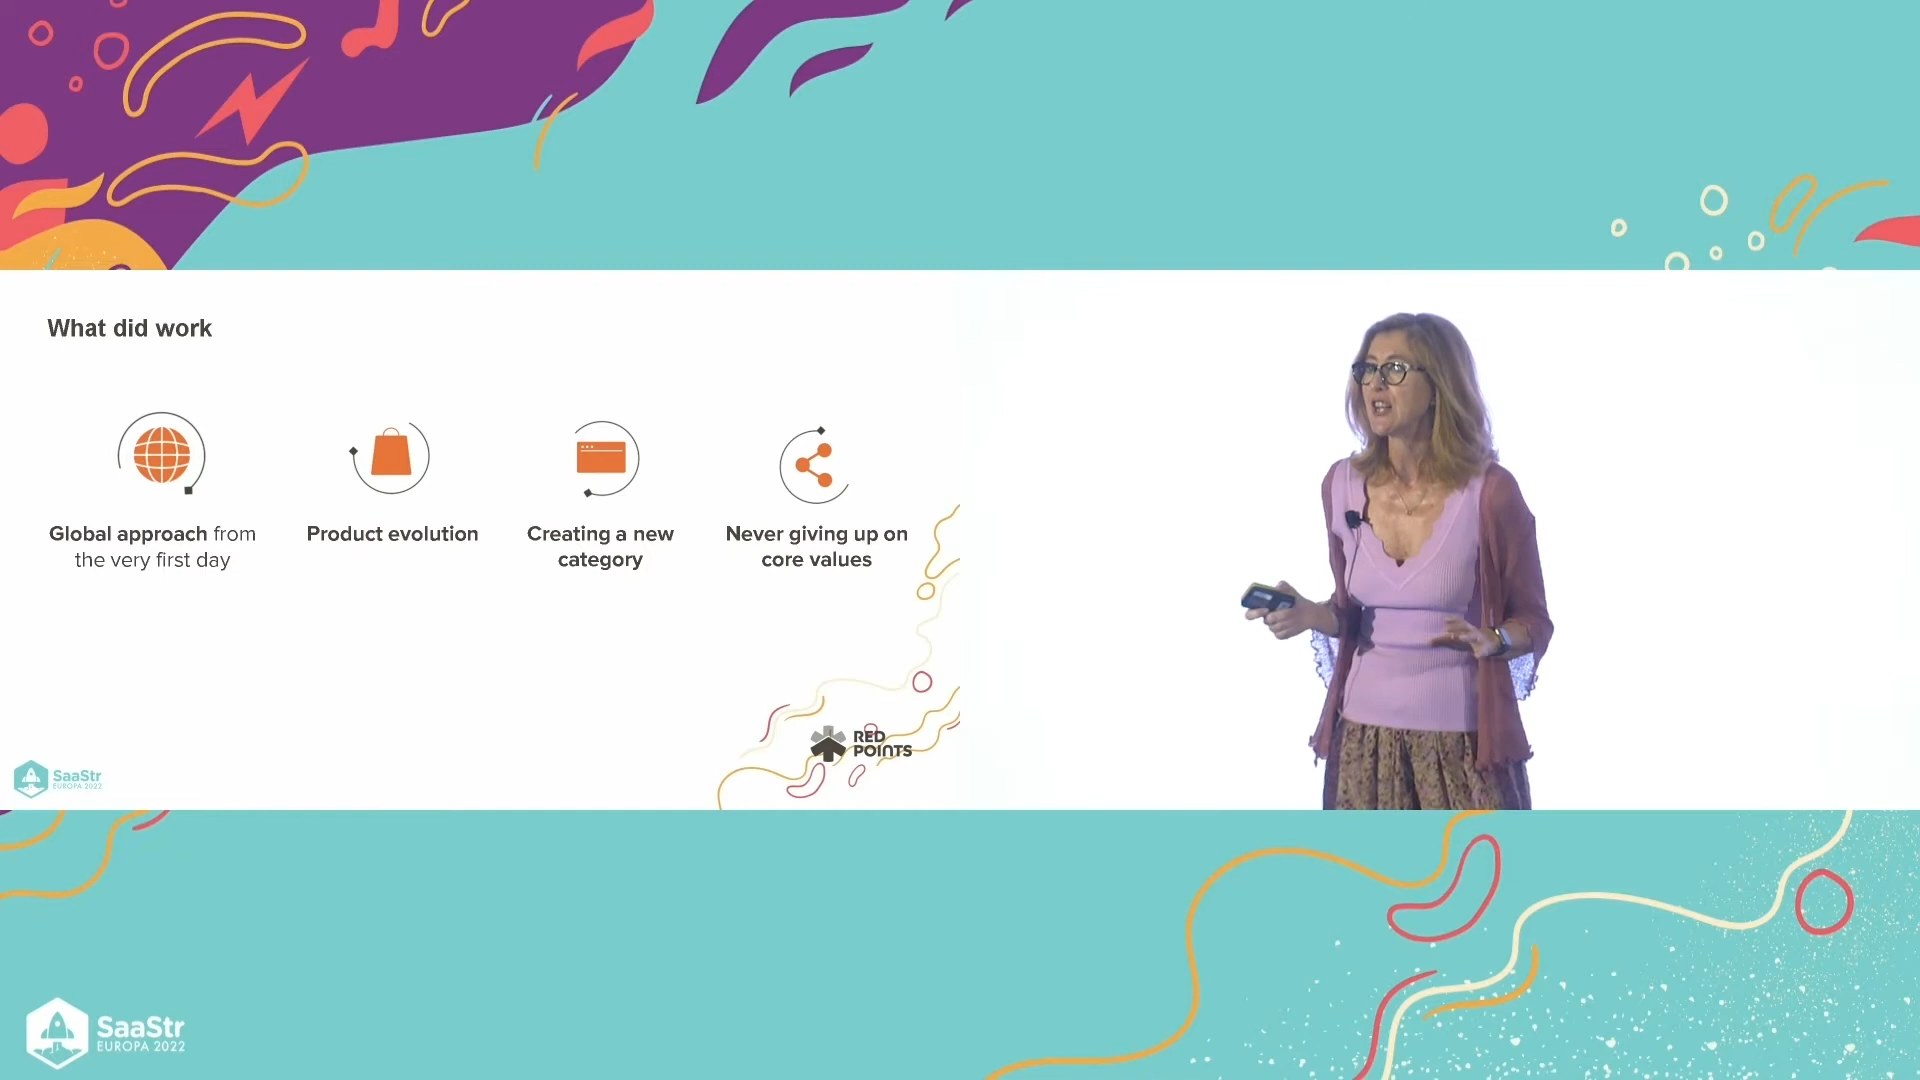 What did work
Global approach from
the very first day
Product evolution
Creating a new
category
Never giving up on
core values
RED
POINTS
SaaStr
EUROPA 2022
SaaStr
EUROPA 2022